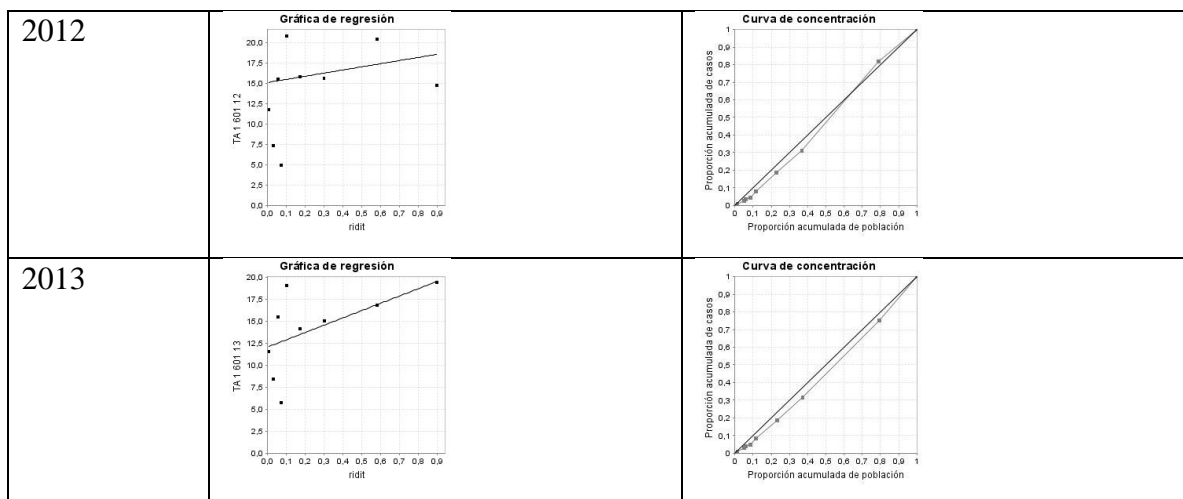 2012
Gráfica de regresión
20,0
17,5
15,0
12,5
10,0
7,5
5,0
2,5
0,0
TA 1 601 12
0,0 0,1 0,2 0,3 0,4 0,5 0,6 0,7 0,8 0,9
ridit
Curva de concentración
1
0,9
0,8
0,7
0,6
0,5
0,4
0,3
0,2
0,1
0
Proporción acumulada de casos
0 0,1 0,2 0,3 0,4 0,5 0,6 0,7 0,8 0,9 1
Proporción acumulada de población
2013
Gráfica de regresión
20,0
17,5
15,0
12,5
10,0
7,5
5,0
2,5
0,0
TA 1 601 13
0,0 0,1 0,2 0,3 0,4 0,5 0,6 0,7 0,8 0,9
ridit
Curva de concentración
1
0,9
0,8
0,7
0,6
0,5
0,4
0,3
0,2
0,1
0
Proporción acumulada de casos
0 0,1 0,2 0,3 0,4 0,5 0,6 0,7 0,8 0,9 1
Proporción acumulada de población